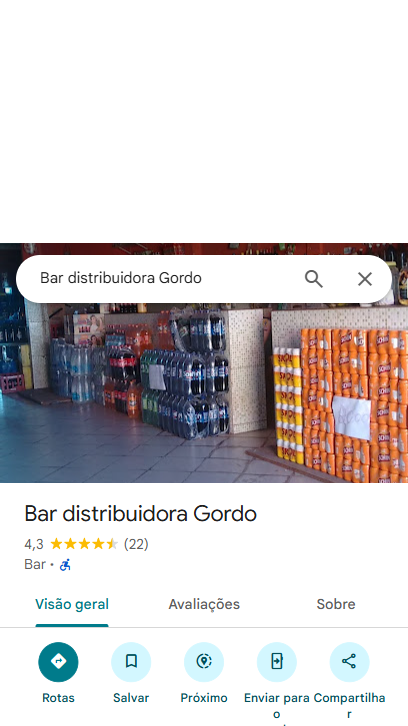 Bar distribuidora Gordo
Bar distribuidora Gordo
4,3 (22)
Bar ·
Visão geral Avaliações Sobre
Rotas Salvar Próximo Enviar para Compartilha
o r